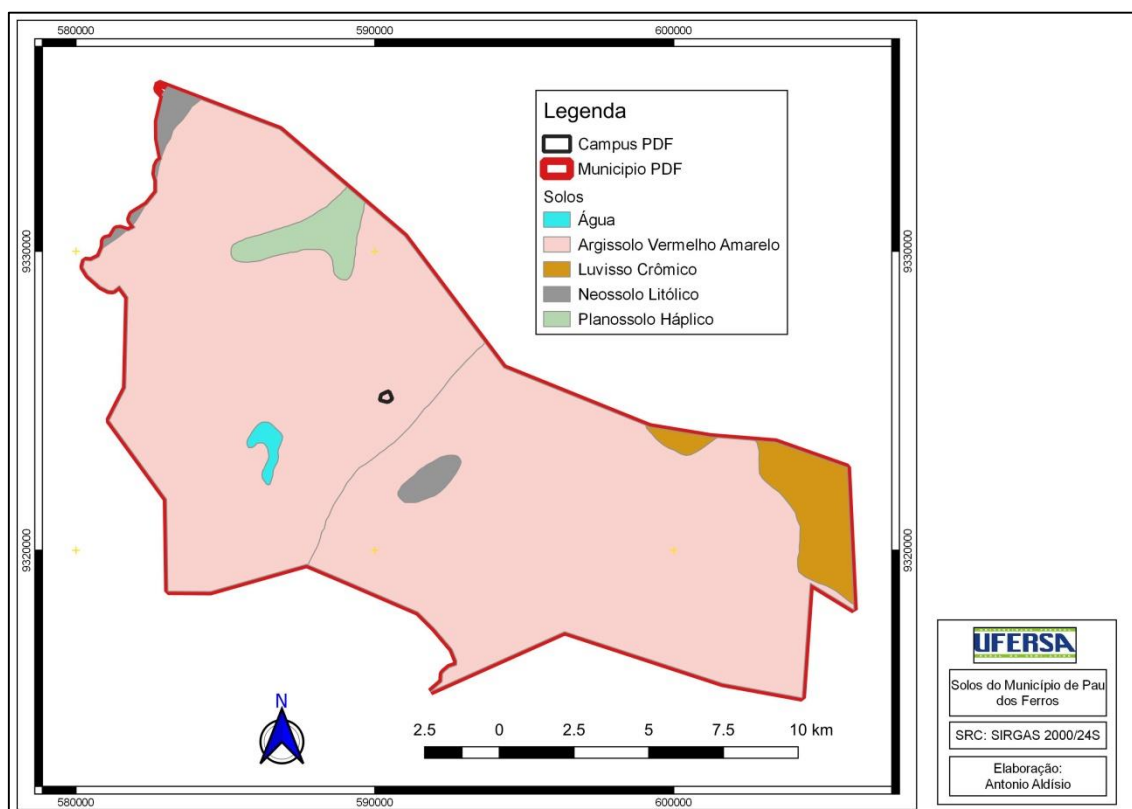 580000
590000
600000
Legenda
Campus PDF
Municipio PDF
Solos
Água
Argissolo Vermelho Amarelo
Luvisso Crômico
Neossolo Litólico
Planossolo Háplico
9330000
9330000
9320000
9320000
N
2.5 0 2.5 5 7.5 10 km
580000
590000
600000
UFERSA
Solos do Município de Pau
dos Ferros
SRC: SIRGAS 2000/24S
Elaboração:
Antonio Aldísio